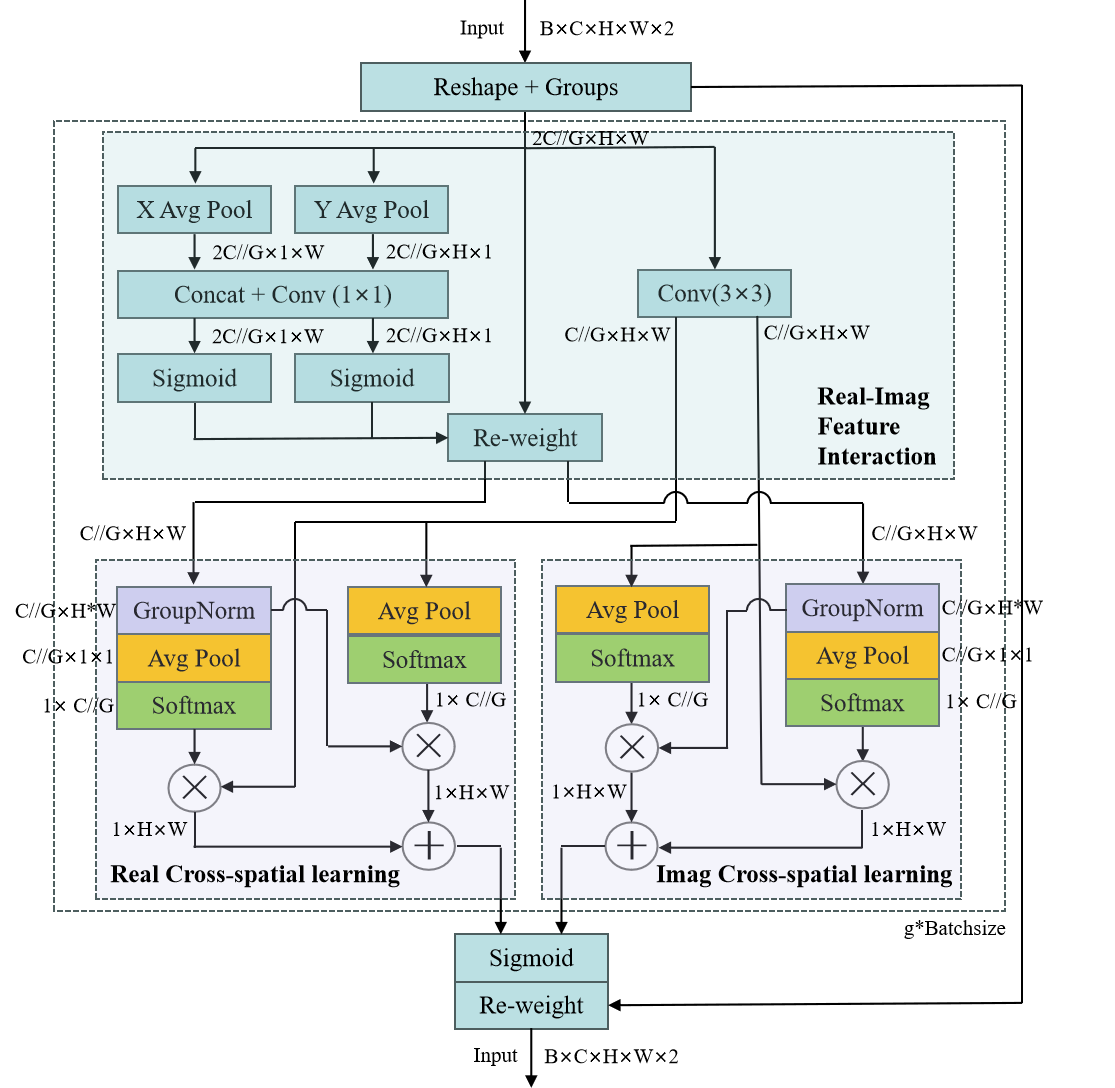 Input B×C×H×W×2
Reshape + Groups
2C//G×H×W
X Avg Pool
Y Avg Pool
2C//G×1×W
2C//G×H×1
Concat + Conv (1×1)
Conv(3×3)
2C//G×1×W
2C//G×H×1
C//G×H×W
C//G×H×W
Sigmoid
Sigmoid
Real-Imag
Feature
Interaction
Re-weight
C//G×H×W
C//G×H×W
C//G×H*W
GroupNorm
Avg Pool
Avg Pool
GroupNorm
C//G×H*W
C//G×1×1
Avg Pool
Softmax
Softmax
Avg Pool
C//G×1×1
1× C//G
Softmax
1× C//G
1× C//G
Softmax
1× C//G
1×H×W
1×H×W
1×H×W
1×H×W
Real Cross-spatial learning
Imag Cross-spatial learning
g*Batchsize
Sigmoid
Re-weight
Input B×C×H×W×2